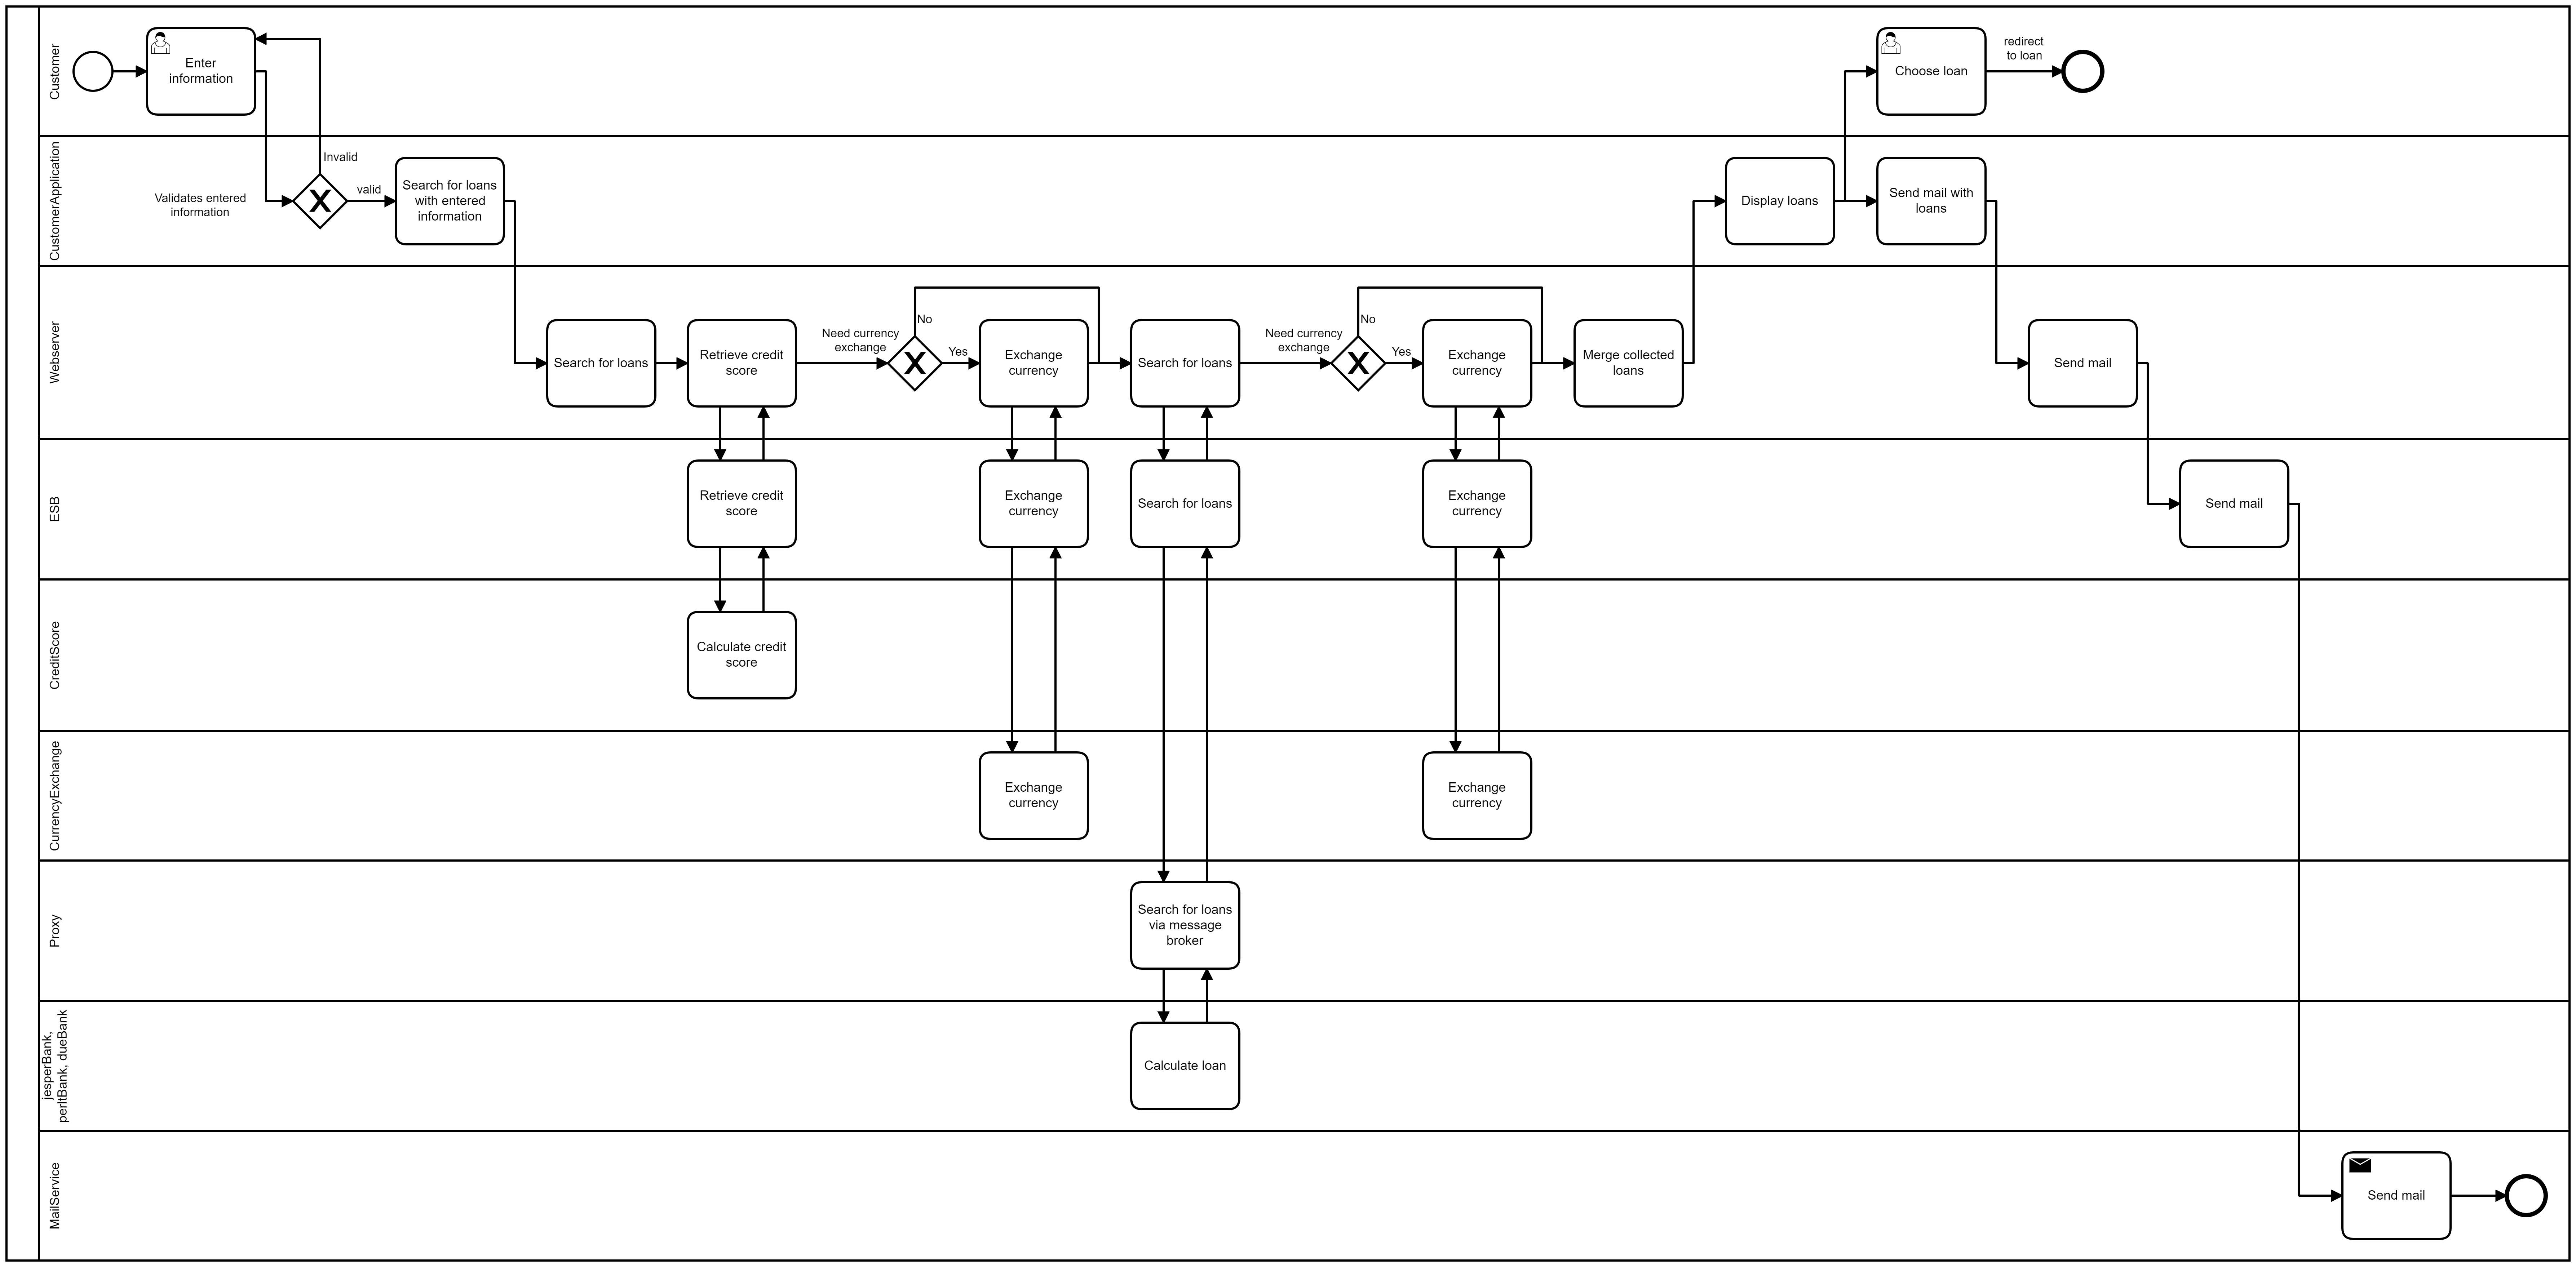 Customer
Enter
information
Choose loan
redirect
to loan
CustomerApplication
Validates entered
information
Invalid
valid
Search for loans
with entered
information
Display loans
Send mail with
loans
Webserver
Search for loans
Retrieve credit
score
Need currency
exchange
No
Yes
Exchange
currency
Search for loans
Need currency
exchange
No
Yes
Exchange
currency
Merge collected
loans
Send mail
ESB
Retrieve credit
score
Exchange
currency
Search for loans
Exchange
currency
Send mail
CreditScore
Calculate credit
score
CurrencyExchange
Exchange
currency
Exchange
currency
Proxy
Search for loans
via message
broker
jesperBank,
perItBank, dueBank
Calculate loan
MailService
Send mail